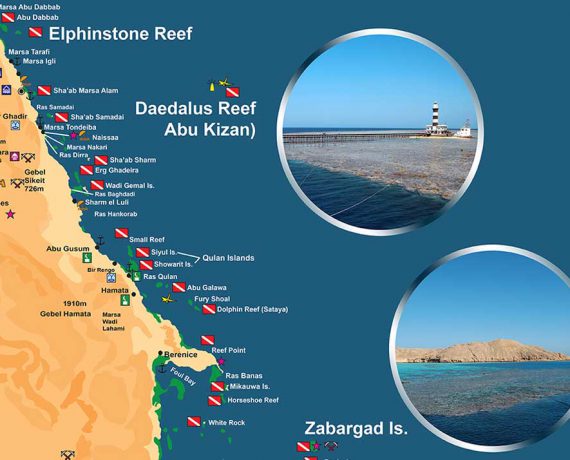 Marsa Abu Dabbab
Abu Dabbab
Elphinstone Reef
Marsa Tarafi
Marsa Igli
Sha'ab Marsa Alam
Daedalus Reef
Abu Kizan)
Ras Samadai
Sha'ab Samadai
Ghadir
Marsa Tondeiba
Naissaa
Marsa Nakari
Ras Dirra
Sha'ab Sharm
Erg Ghadeira
Gebel
Sikeit
726m
Wadi Gemal Is.
Ras Baghdadi
Sharm el Luli
Ras Hankorab
Small Reef
Abu Gusum
Siyul Is.
Qulan Islands
Showarit Is.
Bir Rengo
Ras Qulan
Hamata
Abu Galawa
Fury Shoal
1910m
Gebel Hamata
Dolphin Reef (Sataya)
Marsa
Wadi
Lahami
Reef Point
Berenice
Foul Bay
Ras Banas
Mikauwa Is.
Horseshoe Reef
White Rock
Zabargad Is.